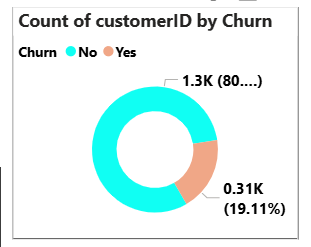 Count of customerID by Churn
Churn No Yes
1.3K (80....)
0.31K
(19.11%)